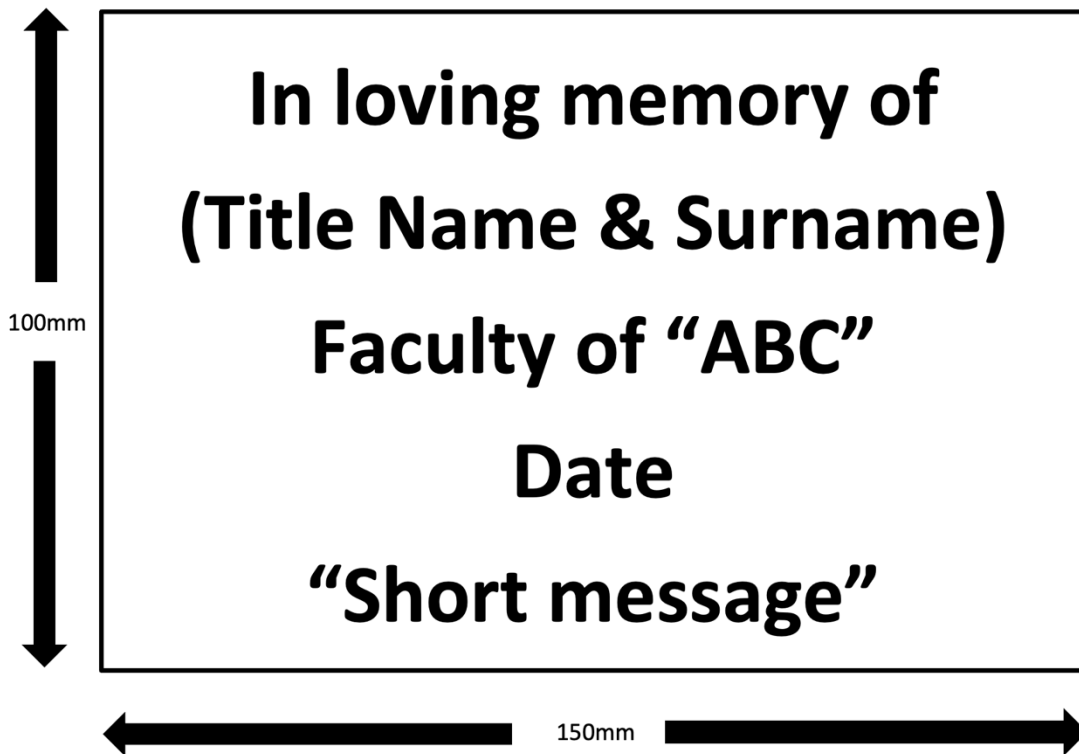 In loving memory of
(Title Name & Surname)
100mm
Faculty of “ABC”
Date
“Short message”
150mm